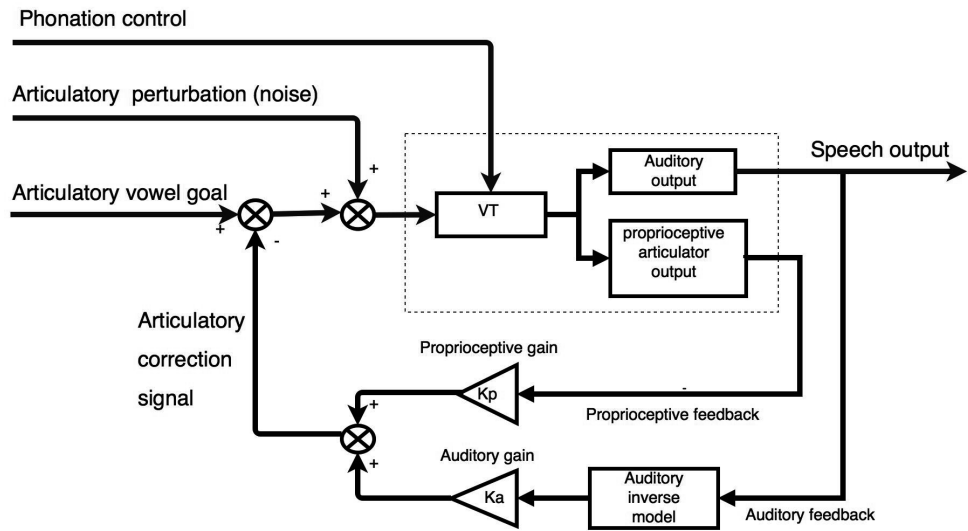 Phonation control
Articulatory perturbation (noise)
Speech output
+
Auditory
output
Articulatory vowel goal
+
VT
+
-
proprioceptive
articulator
output
Articulatory
correction
signal
Proprioceptive gain
Kp
-
+
Proprioceptive feedback
Auditory gain
+
Ka
Auditory
inverse
model
Auditory feedback